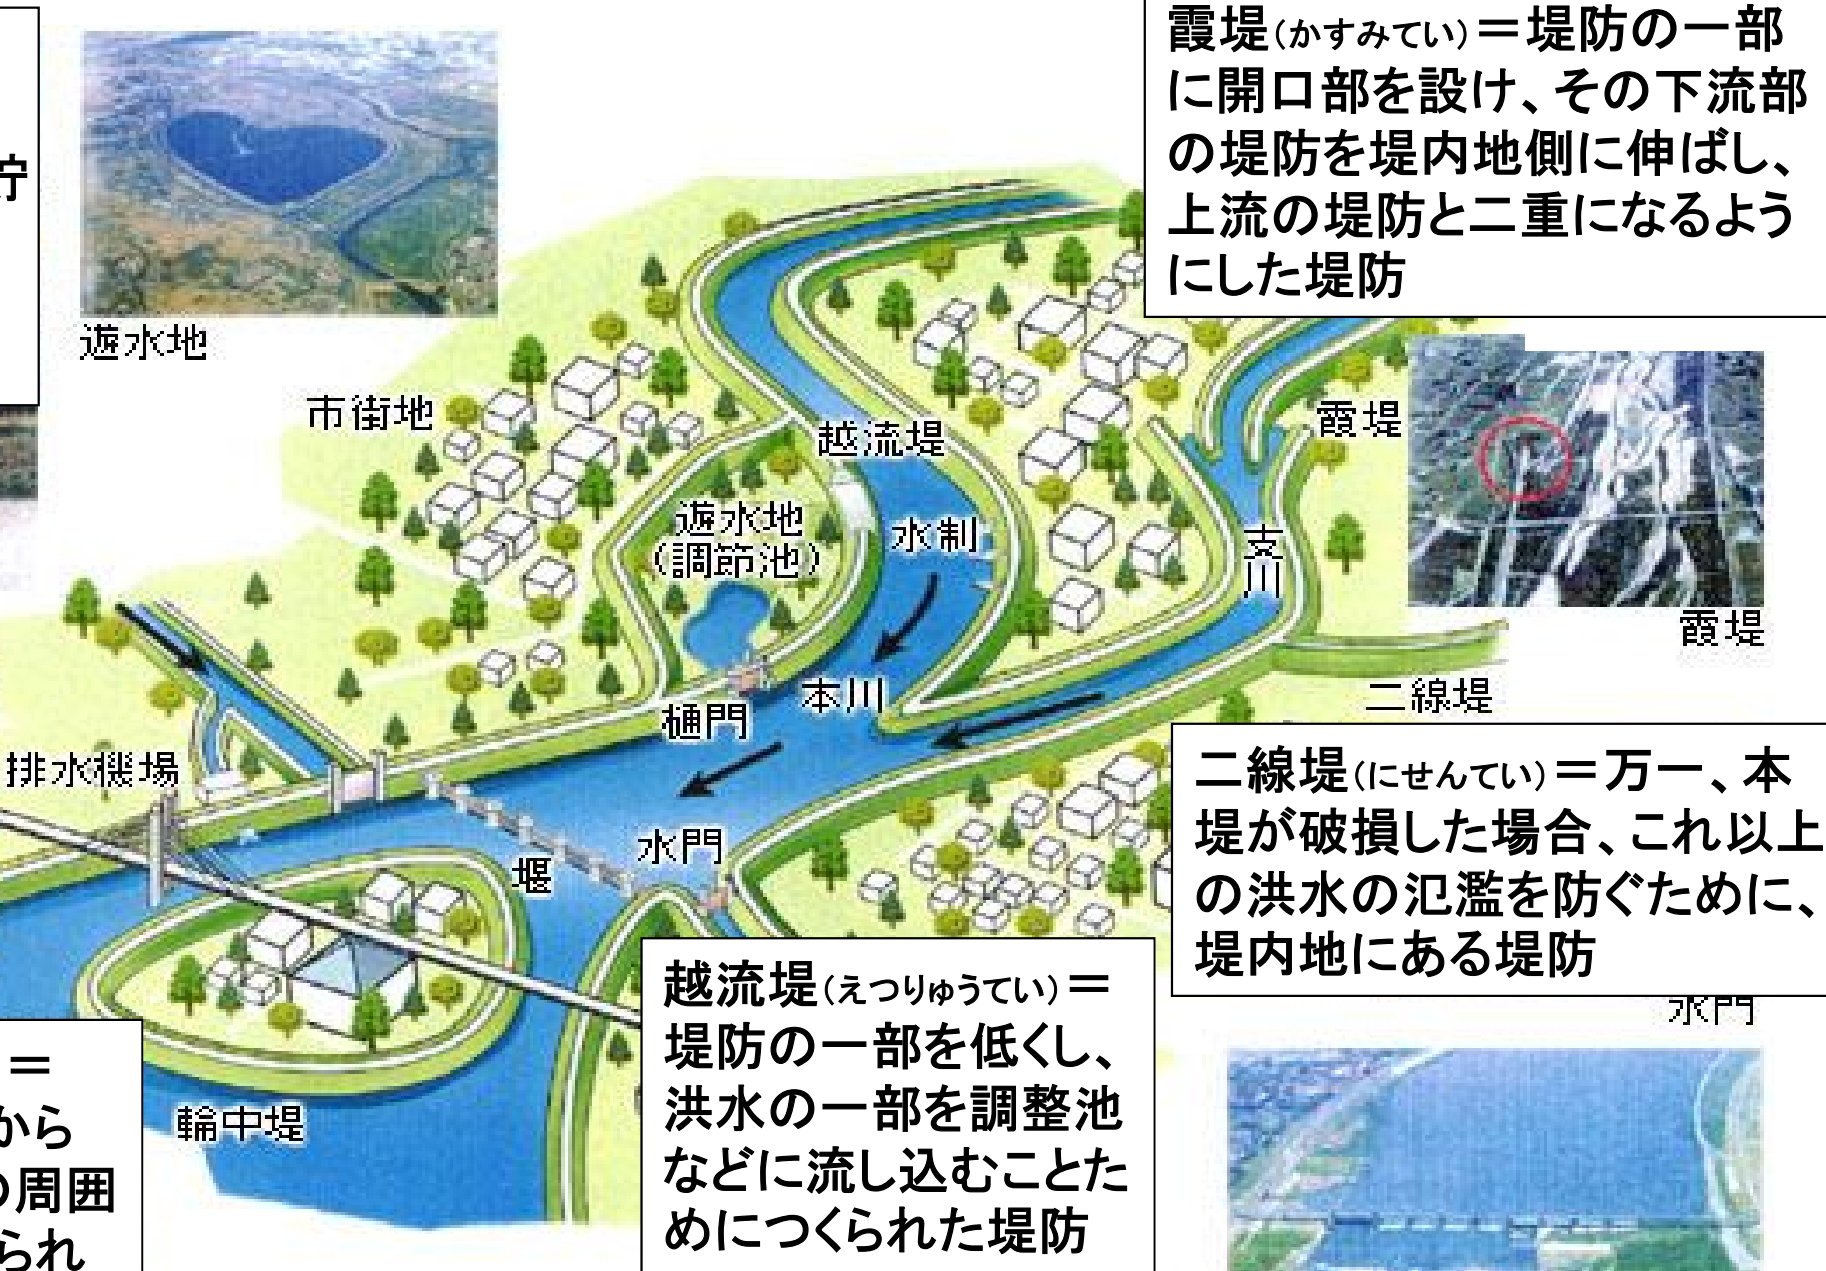 霞堤(かすみてい)=堤防の一部
に開口部を設け、その下流部
の堤防を堤内地側に伸ばし、
上流の堤防と二重になるよう
にした堤防
貯
遊水地
市街地
越流堤
霞堤
遊水地
(調節池)
水制
支川
霞堤
二線堤
本川
樋門
排水機場
水門
堰
二線堤(にせんてい)=万一、本
堤が破損した場合、これ以上
の洪水の氾濫を防ぐために、
堤内地にある堤防
水門
越流堤(えつりゅうてい)=
堤防の一部を低くし、
洪水の一部を調整池
などに流し込むことた
めにつくられた堤防
=
から
の周囲
られ
輪中堤